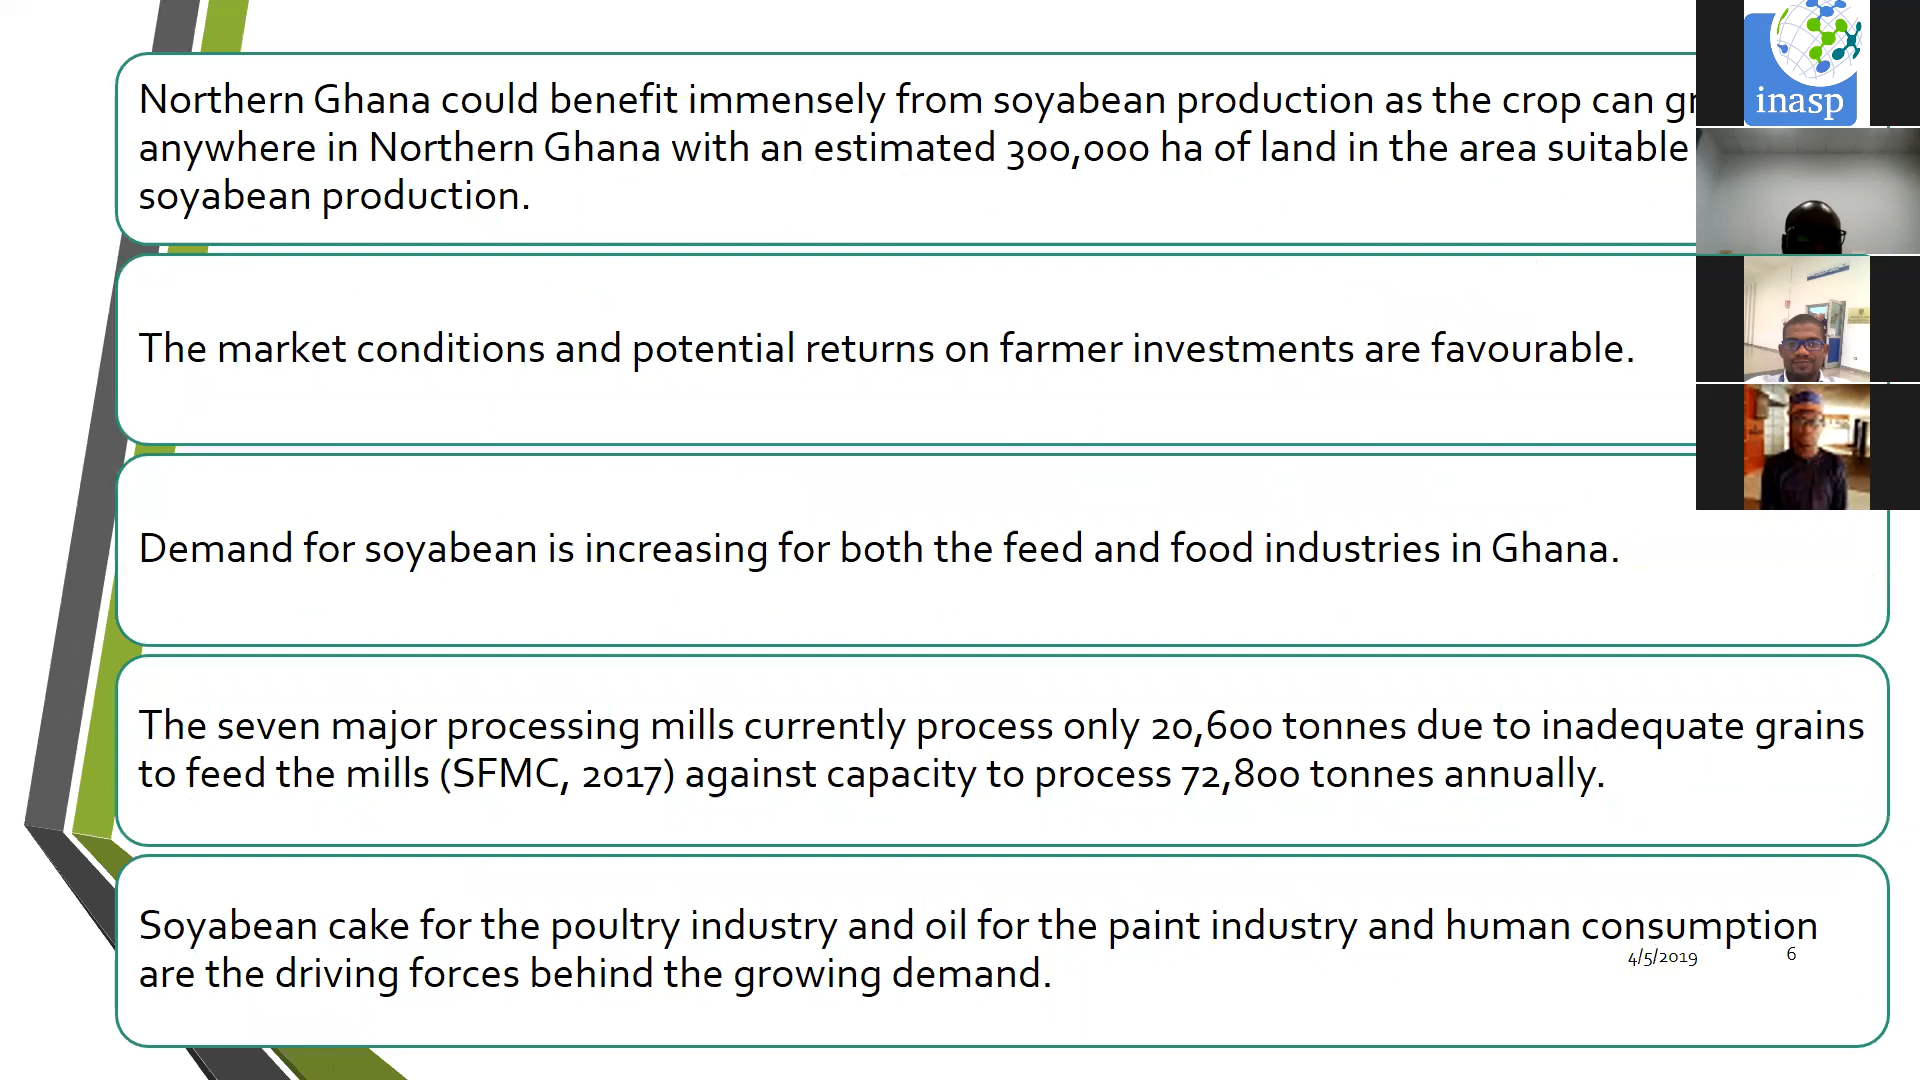 Northern Ghana could benefit immensely from soyabean production as the crop can
anywhere in Northern Ghana with an estimated 300,000 ha of land in the area suitable
soyabean production.
The market conditions and potential returns on farmer investments are favourable.
Demand for soyabean is increasing for both the feed and food industries in Ghana.
The seven major processing mills currently process only 20,600 tonnes due to inadequate grains
to feed the mills (SFMC, 2017) against capacity to process 72,800 tonnes annually.
Soyabean cake for the poultry industry and oil for the paint industry and human consumption
are the driving forces behind the growing demand.
4/5/2019
6
inasp